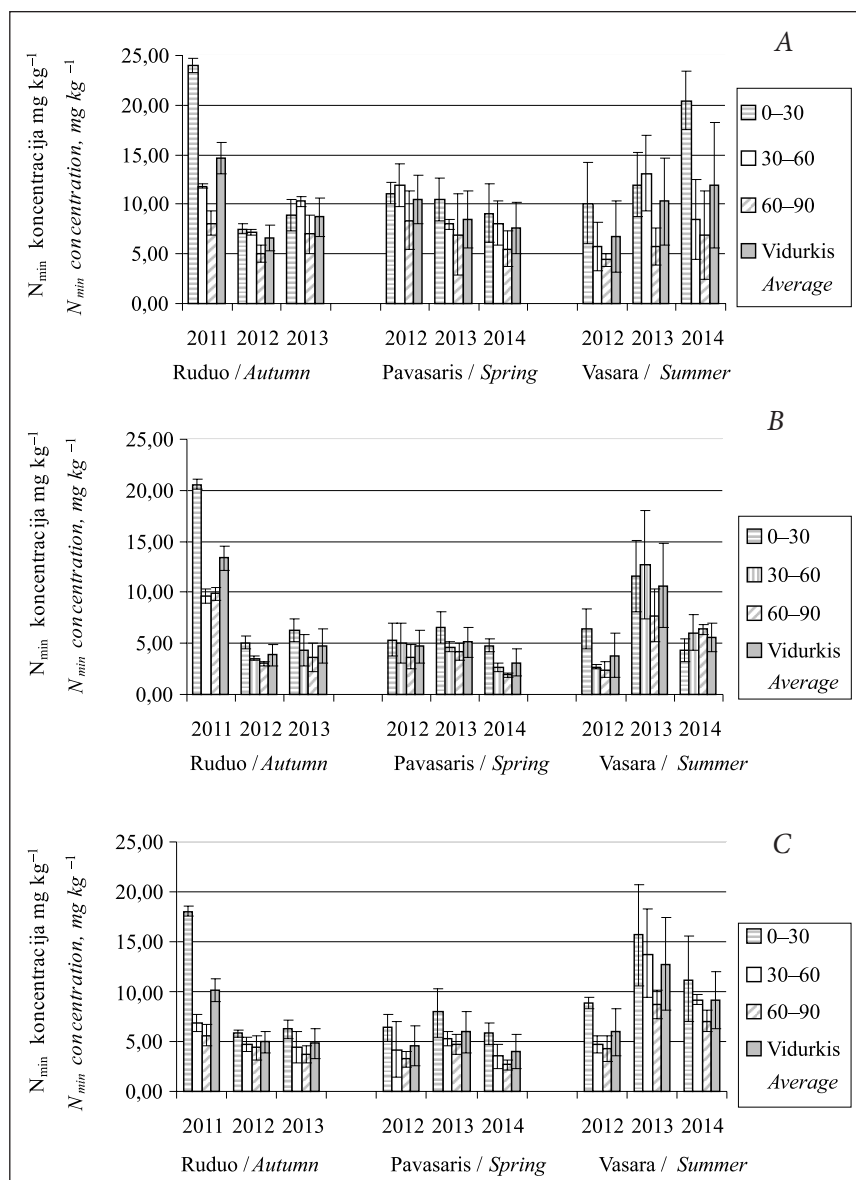 A
N_min koncentracija mg kg⁻¹
N_min concentration, mg kg⁻¹
25,00
20,00
15,00
10,00
5,00
0,00
0–30
30–60
60–90
Vidurkis
Average
2011 2012 2013 2012 2013 2014 2012 2013 2014
Ruduo / Autumn Pavasaris / Spring Vasara / Summer
B
N_min koncentracija mg kg⁻¹
N_min concentration, mg kg⁻¹
25,00
20,00
15,00
10,00
5,00
0,00
0–30
30–60
60–90
Vidurkis
Average
2011 2012 2013 2012 2013 2014 2012 2013 2014
Ruduo / Autumn Pavasaris / Spring Vasara / Summer
C
N_min koncentracija mg kg⁻¹
N_min concentration, mg kg⁻¹
25,00
20,00
15,00
10,00
5,00
0,00
0–30
30–60
60–90
Vidurkis
Average
2011 2012 2013 2012 2013 2014 2012 2013 2014
Ruduo / Autumn Pavasaris / Spring Vasara / Summer